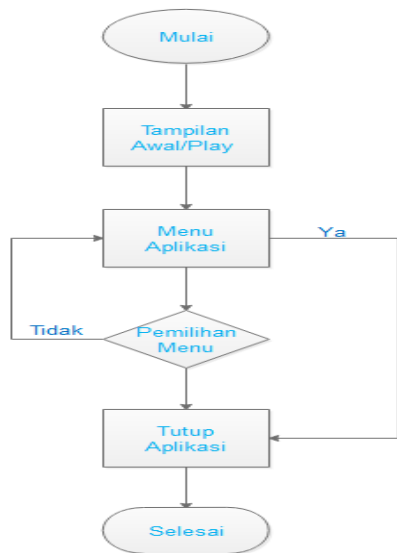 Mulai
Tampilan
Awal/Play
Menu
Aplikasi
Ya
Tidak
Pemilihan
Menu
Tutup
Aplikasi
Selesai